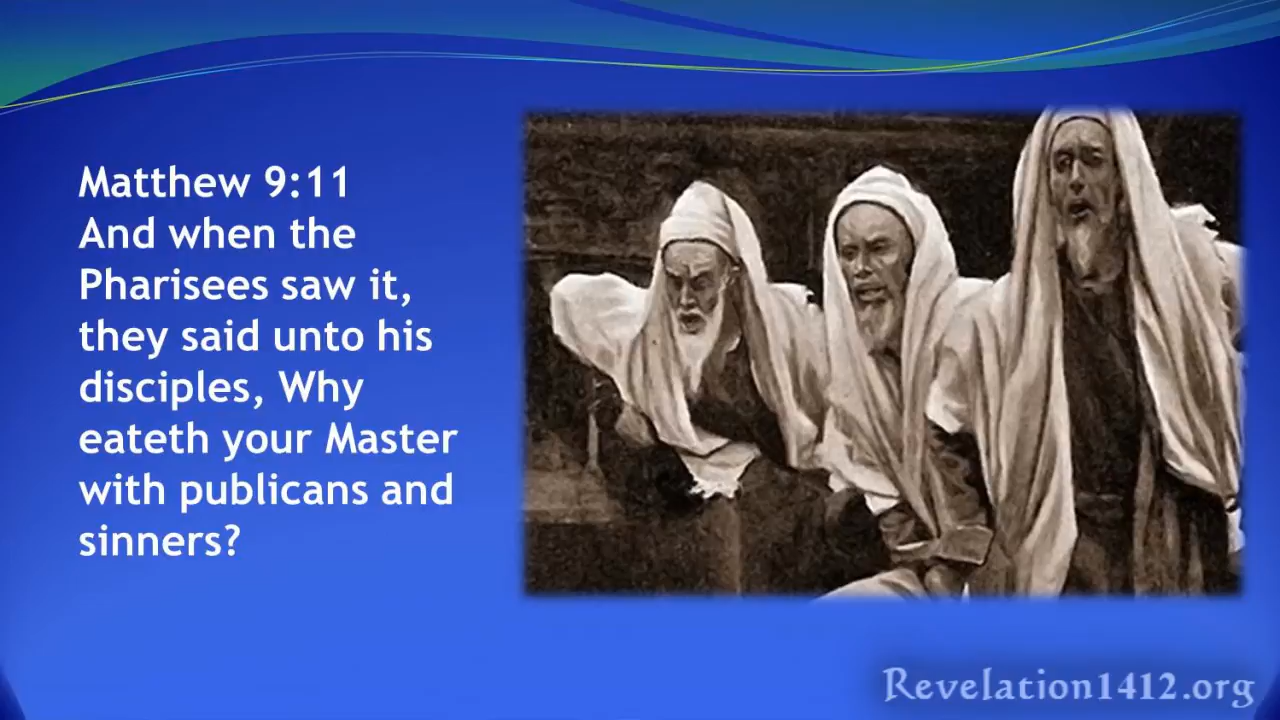 Matthew 9:11
And when the
Pharisees saw it,
they said unto his
disciples, Why
eateth your Master
with publicans and
sinners?
Revelation1412.org